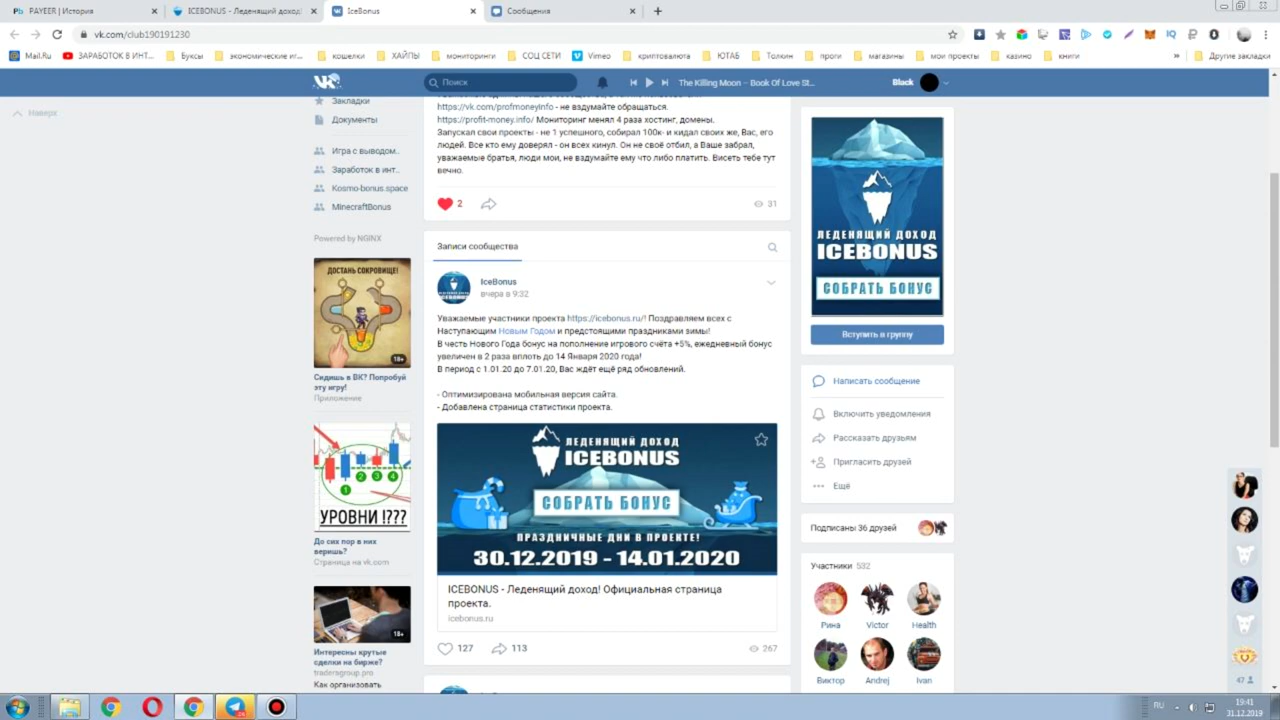 PAYEER | История
ICEBONUS - Леденящий доход!
IceBonus
Сообщения
vk.com/club190191230
Mail.Ru
ЗАРАБОТОК В ИНТ...
Буксы
экономические иг...
кошелки
ХАЙПЫ
мониторинги
СОЦ СЕТИ
Vimeo
криптовалюта
ЮТАБ
Толкин
проги
магазины
мои проекты
казино
книги
Другие закладки
Поиск
The Killing Moon – Book Of Love St...
Black
Наверх
Закладки
Документы
Игра с выводом..
Заработок в инт..
Kosmo-bonus.space
MinecraftBonus
Powered by NGINX
ДОСТАНЬ СОКРОВИЩЕ!
18+
Сидишь в ВК? Попробуй
эту игру!
Приложение
1 2 3 4
УРОВНИ !???
До сих пор в них
веришь?
Страница на vk.com
18+
Интересны крутые
сделки на бирже?
tradersgroup.pro
Как организовать
https://vk.com/profmoneyinfo - не вздумайте обращаться.
https://profit-money.info/ Мониторинг менял 4 раза хостинг, домены.
Запускал свои проекты - не 1 успешного, собирал 100к- и кидал своих же, Вас, его
людей. Все кто ему доверял - он всех кинул. Он не своё отбил, а Ваше забрал,
уважаемые братья, люди мои, не вздумайте ему что либо платить. Висеть тебе тут
вечно.
2
31
Записи сообщества
IceBonus
вчера в 9:32
Уважаемые участники проекта https://icebonus.ru/! Поздравляем всех с
Наступающим Новым Годом и предстоящими праздниками зимы!
В честь Нового Года бонус на пополнение игрового счёта +5%, ежедневный бонус
увеличен в 2 раза вплоть до 14 Января 2020 года!
В период с 1.01.20 до 7.01.20, Вас ждёт ещё ряд обновлений.
- Оптимизирована мобильная версия сайта.
- Добавлена страница статистики проекта.
ЛЕДЕНЯЩИЙ ДОХОД
ICEBONUS
СОБРАТЬ БОНУС
ПРАЗДНИЧНЫЕ ДНИ В ПРОЕКТЕ!
30.12.2019 - 14.01.2020
ICEBONUS - Леденящий доход! Официальная страница
проекта.
icebonus.ru
127
113
267
ЛЕДЕНЯЩИЙ ДОХОД
ICEBONUS
СОБРАТЬ БОНУС
Вступить в группу
Написать сообщение
Включить уведомления
Рассказать друзьям
Пригласить друзей
Ещё
Подписаны 36 друзей
Участники 532
Рина
Victor
Health
Виктор
Andrej
Ivan
47
RU
19:41
31.12.2019